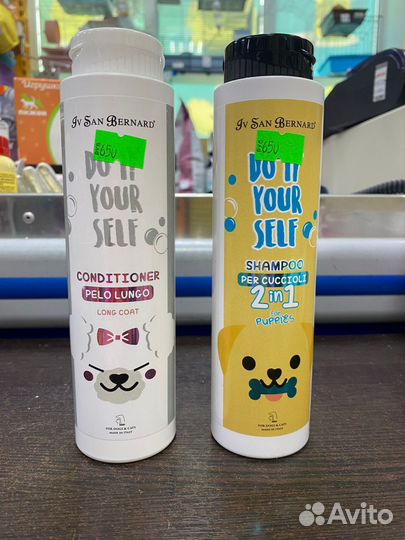 Игрушки
IV SAN BERNARD®
650
DO IT
YOUR
SELF
CONDITIONER
PELO LUNGO
LONG COAT
FOR DOGS & CATS
MADE IN ITALY
IV SAN BERNARD®
650
DO IT
YOUR
SELF
SHAMPOO
PER CUCCIOLI
2 in 1
for
PUPPIES
FOR DOGS & CATS
MADE IN ITALY
Avito